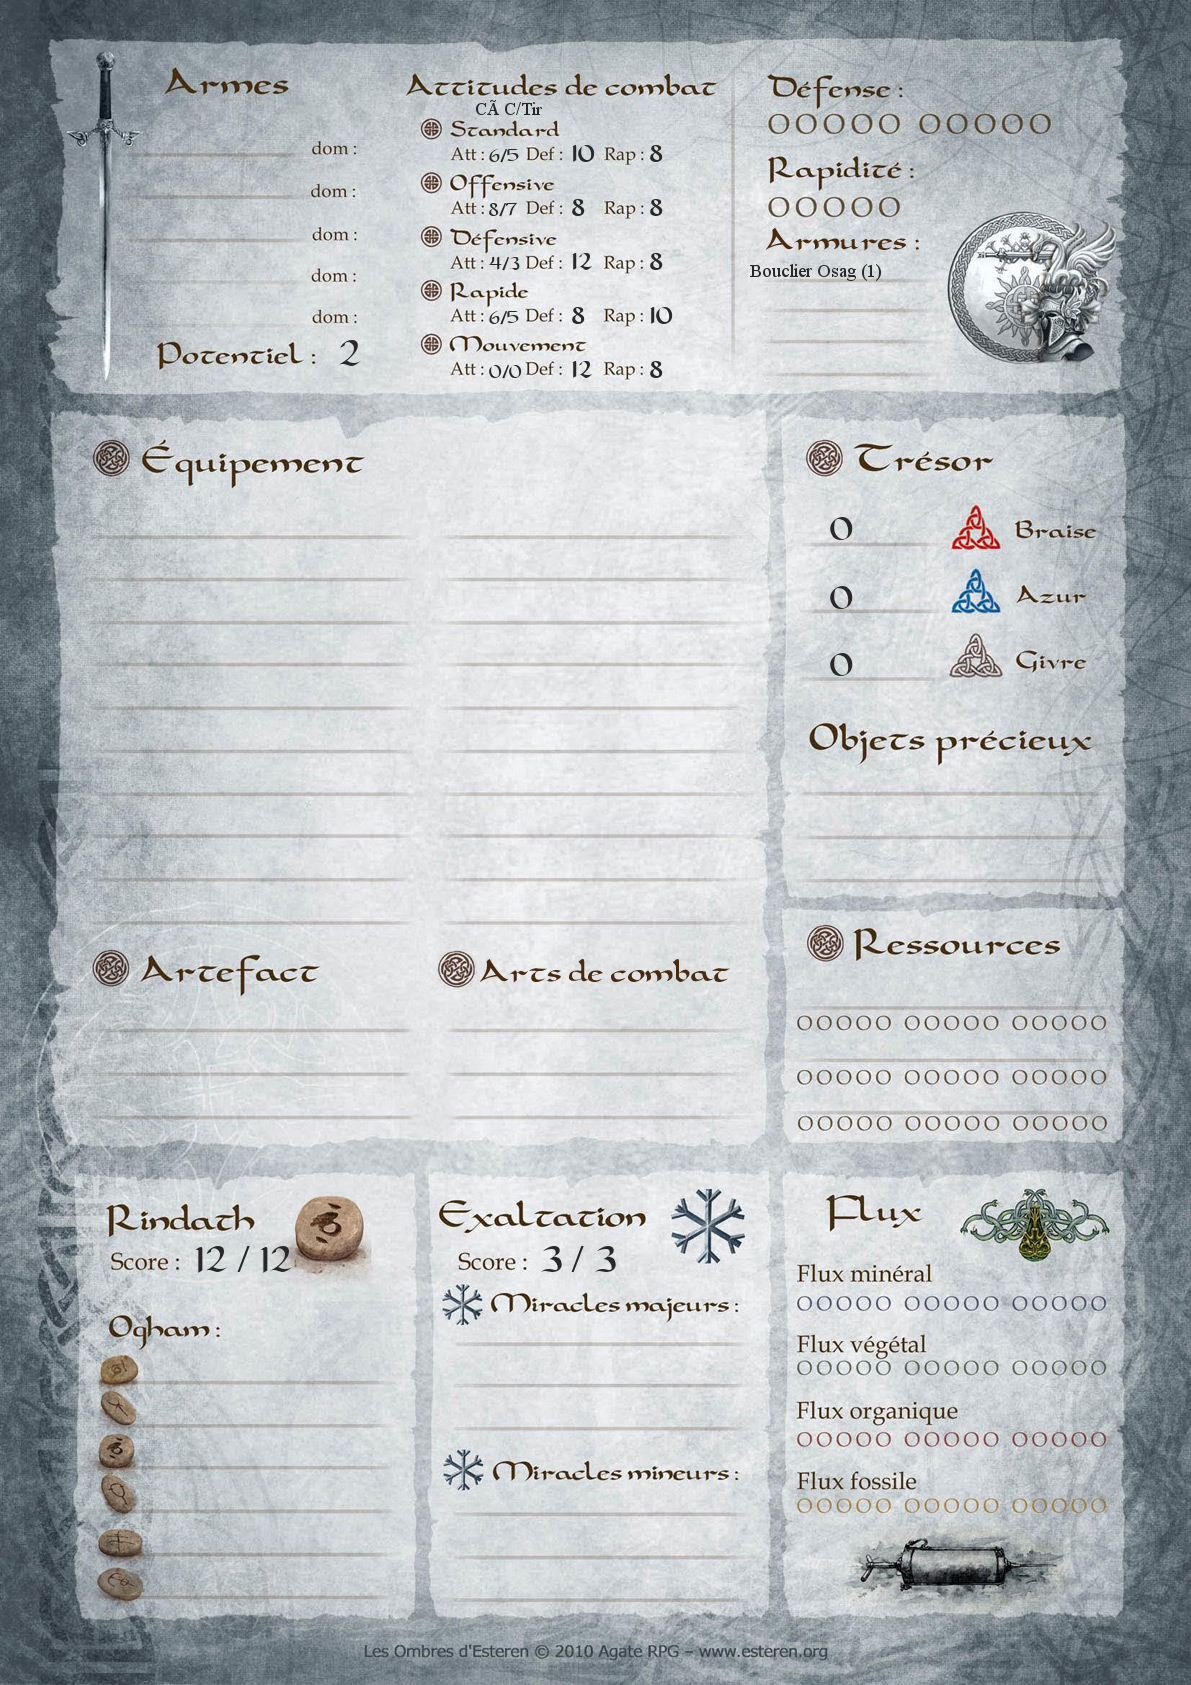 Armes
dom :
dom :
dom :
dom :
dom :
Potentiel : 2
Attitudes de combat
CÃ C/Tir
Standard
Att : 6/5 Def : 10 Rap : 8
Offensive
Att : 8/7 Def : 8 Rap : 8
Défensive
Att : 4/3 Def : 12 Rap : 8
Rapide
Att : 6/5 Def : 8 Rap : 10
Mouvement
Att : 0/0 Def : 12 Rap : 8
Défense :
OOOOO OOOOO
Rapidité :
OOOOO
Armures :
Bouclier Osag (1)
Équipement
Trésor
0 Braise
0 Azur
0 Givre
Objets précieux
Artefact
Arts de combat
Ressources
OOOOO OOOOO OOOOO
OOOOO OOOOO OOOOO
OOOOO OOOOO OOOOO
Rindath
Score : 12 / 12
Ogham :
Exaltation
Score : 3 / 3
Miracles majeurs :
Miracles mineurs :
Flux
Flux minéral
OOOOO OOOOO OOOOO
Flux végétal
OOOOO OOOOO OOOOO
Flux organique
OOOOO OOOOO OOOOO
Flux fossile
OOOOO OOOOO OOOOO
Les Ombres d'Esteren © 2010 Agate RPG – www.esteren.org